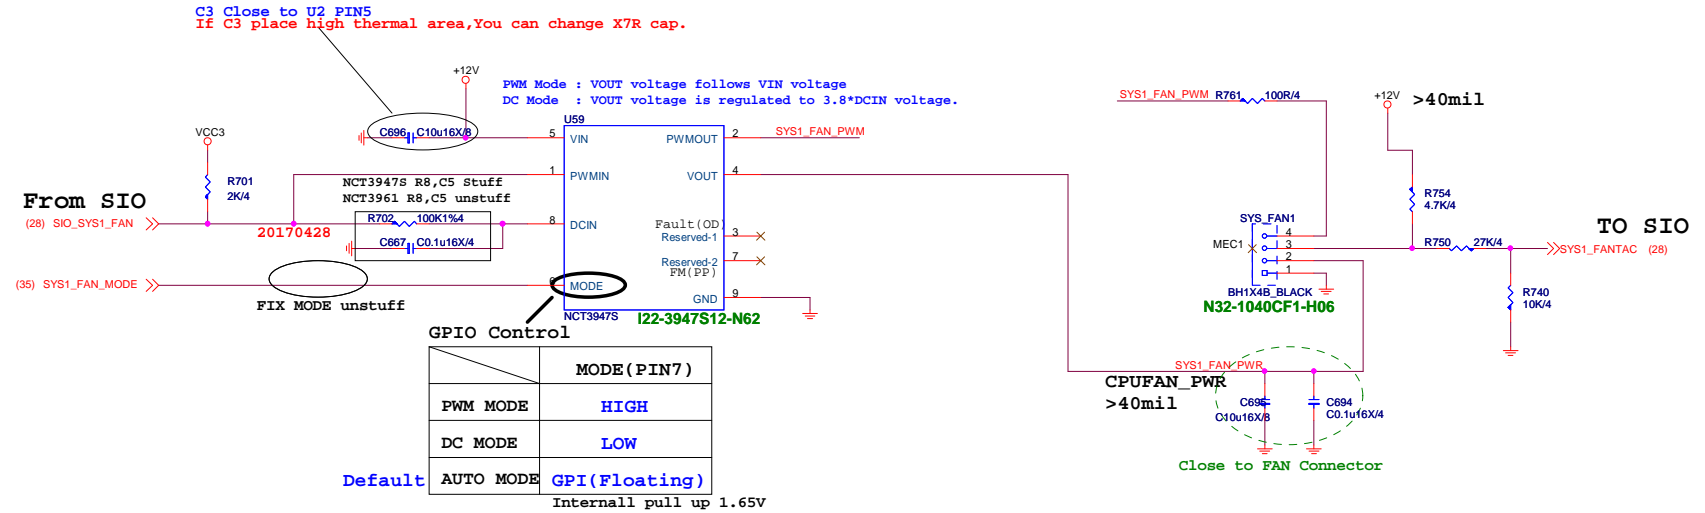 C3 Close to U2 PIN5
If C3 place high thermal area,You can change X7R cap.
+12V
PWM Mode : VOUT voltage follows VIN voltage
DC Mode : VOUT voltage is regulated to 3.8*DCIN voltage.
C696 C10u16X/8
U59
5 VIN
PWMOUT 2 SYS1_FAN_PWM
VCC3
R701
2K/4
1 PWMIN
VOUT 4
NCT3947S R8,C5 Stuff
NCT3961 R8,C5 unstuff
From SIO
(28) SIO_SYS1_FAN
20170428
R702 100K1%4
8 DCIN
C667 C0.1u16X/4
Fault(OD)
Reserved-1 3
Reserved-2 7
FM(PP)
(35) SYS1_FAN_MODE
MODE
GND 9
FIX MODE unstuff
NCT3947S
I22-3947S12-N62
GPIO Control
MODE(PIN7)
PWM MODE HIGH
DC MODE LOW
Default AUTO MODE GPI(Floating)
Internall pull up 1.65V
SYS1_FAN_PWM R761 100R/4
+12V >40mil
R754
4.7K/4
SYS_FAN1
MEC1
4
3
2
1
BH1X4B_BLACK
N32-1040CF1-H06
R750 27K/4
TO SIO
SYS1_FANTAC (28)
R740
10K/4
SYS1_FAN_PWR
CPUFAN_PWR
>40mil
C695
C10u16X/8
C694
C0.1u16X/4
Close to FAN Connector